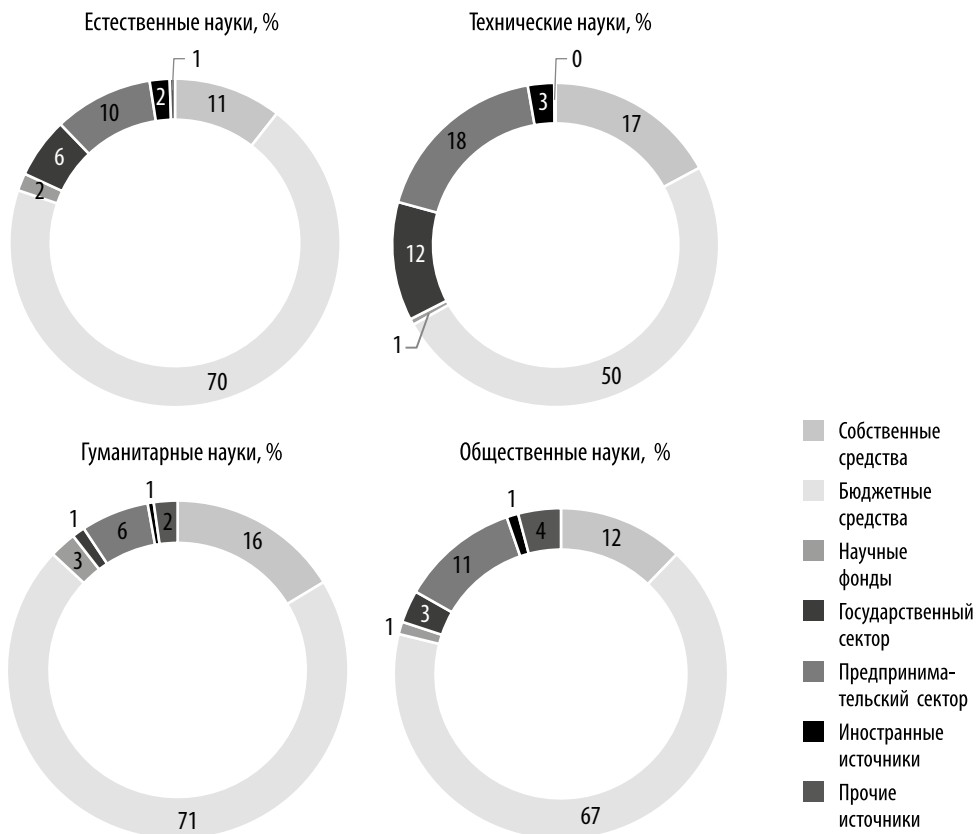 Естественные науки, %
1
2
11
10
6
2
70
Технические науки, %
0
3
17
18
12
1
50
Гуманитарные науки, %
1
2
1
6
16
3
71
Общественные науки, %
1
4
12
11
3
1
67
Собственные
средства
Бюджетные
средства
Научные
фонды
Государственный
сектор
Предпринима-
тельский сектор
Иностранные
источники
Прочие
источники